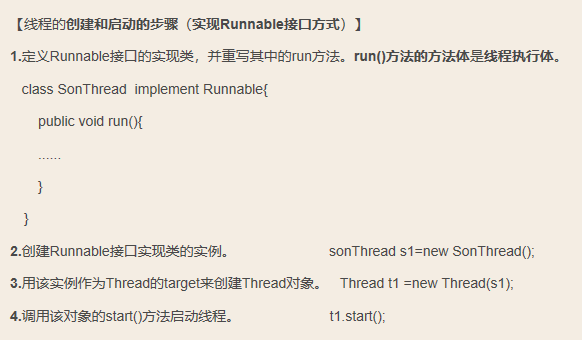 【线程的创建和启动的步骤（实现Runnable接口方式）】
1.定义Runnable接口的实现类，并重写其中的run方法。run()方法的方法体是线程执行体。
class SonThread  implement Runnable{
public void run(){
......
}
}
2.创建Runnable接口实现类的实例。 sonThread s1=new SonThread();
3.用该实例作为Thread的target来创建Thread对象。 Thread t1 =new Thread(s1);
4.调用该对象的start()方法启动线程。 t1.start();